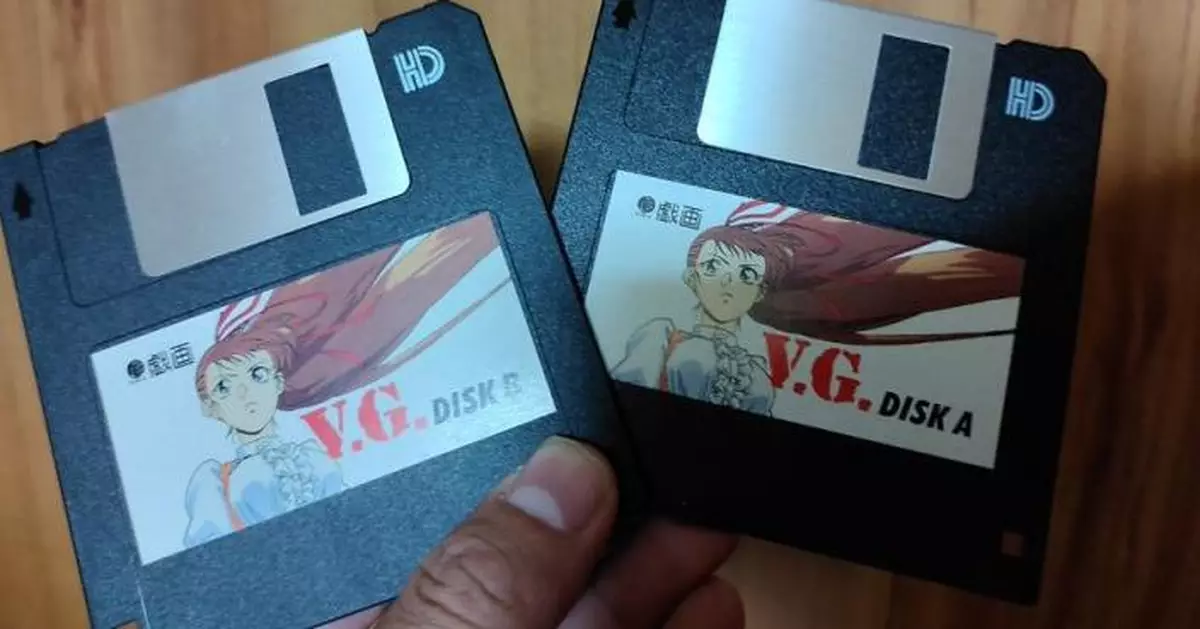 HD
戯画
V.G. DISK B
HD
戯画
V.G. DISK A